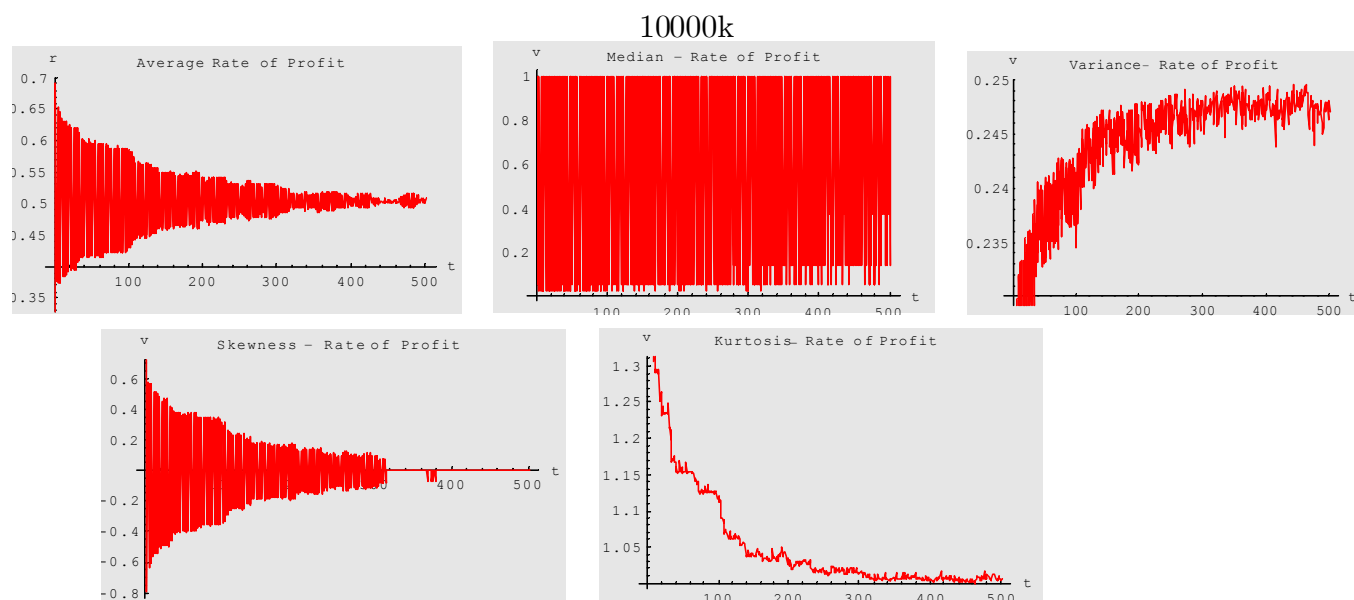 10000k
r
Average Rate of Profit
0.7
0.65
0.6
0.55
0.5
0.45
0.35
100 200 300 400 500 t
v
Median - Rate of Profit
1
0.8
0.6
0.4
0.2
100 200 300 400 500 t
v
Variance- Rate of Profit
0.25
0.245
0.24
0.235
100 200 300 400 500 t
v
Skewness - Rate of Profit
0.6
0.4
0.2
-0.2
-0.4
-0.6
-0.8
400 500 t
v
Kurtosis- Rate of Profit
1.3
1.25
1.2
1.15
1.1
1.05
100 200 300 400 500 t